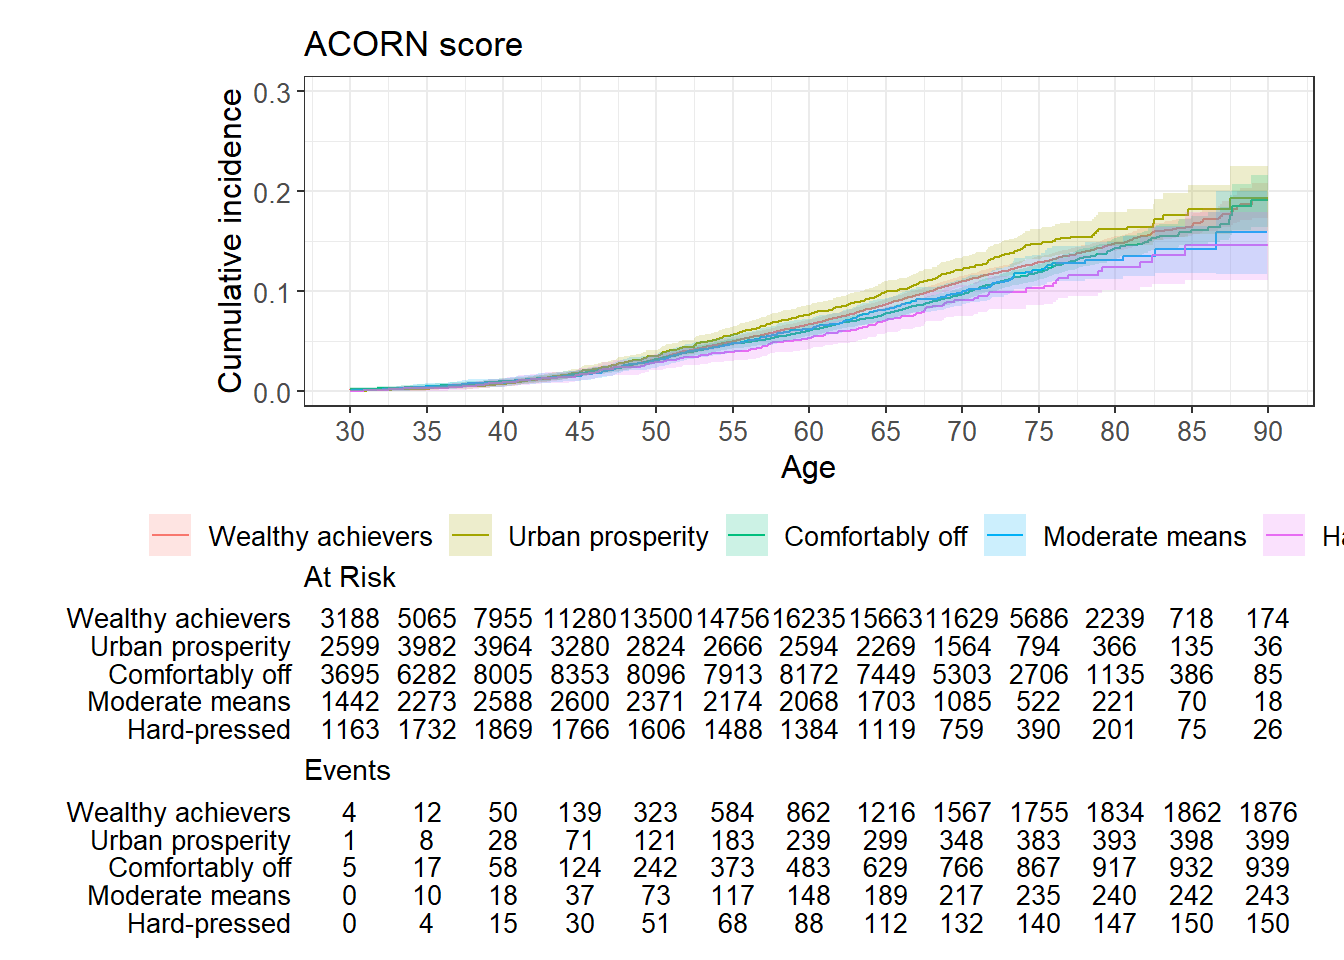 ACORN score
Cumulative incidence
0.3
0.2
0.1
0.0
30 35 40 45 50 55 60 65 70 75 80 85 90
Age
Wealthy achievers Urban prosperity Comfortably off Moderate means Ha
At Risk
Wealthy achievers 3188 5065 7955 11280 13500 14756 16235 15663 11629 5686 2239 718 174
Urban prosperity 2599 3982 3964 3280 2824 2666 2594 2269 1564 794 366 135 36
Comfortably off 3695 6282 8005 8353 8096 7913 8172 7449 5303 2706 1135 386 85
Moderate means 1442 2273 2588 2600 2371 2174 2068 1703 1085 522 221 70 18
Hard-pressed 1163 1732 1869 1766 1606 1488 1384 1119 759 390 201 75 26
Events
Wealthy achievers 4 12 50 139 323 584 862 1216 1567 1755 1834 1862 1876
Urban prosperity 1 8 28 71 121 183 239 299 348 383 393 398 399
Comfortably off 5 17 58 124 242 373 483 629 766 867 917 932 939
Moderate means 0 10 18 37 73 117 148 189 217 235 240 242 243
Hard-pressed 0 4 15 30 51 68 88 112 132 140 147 150 150